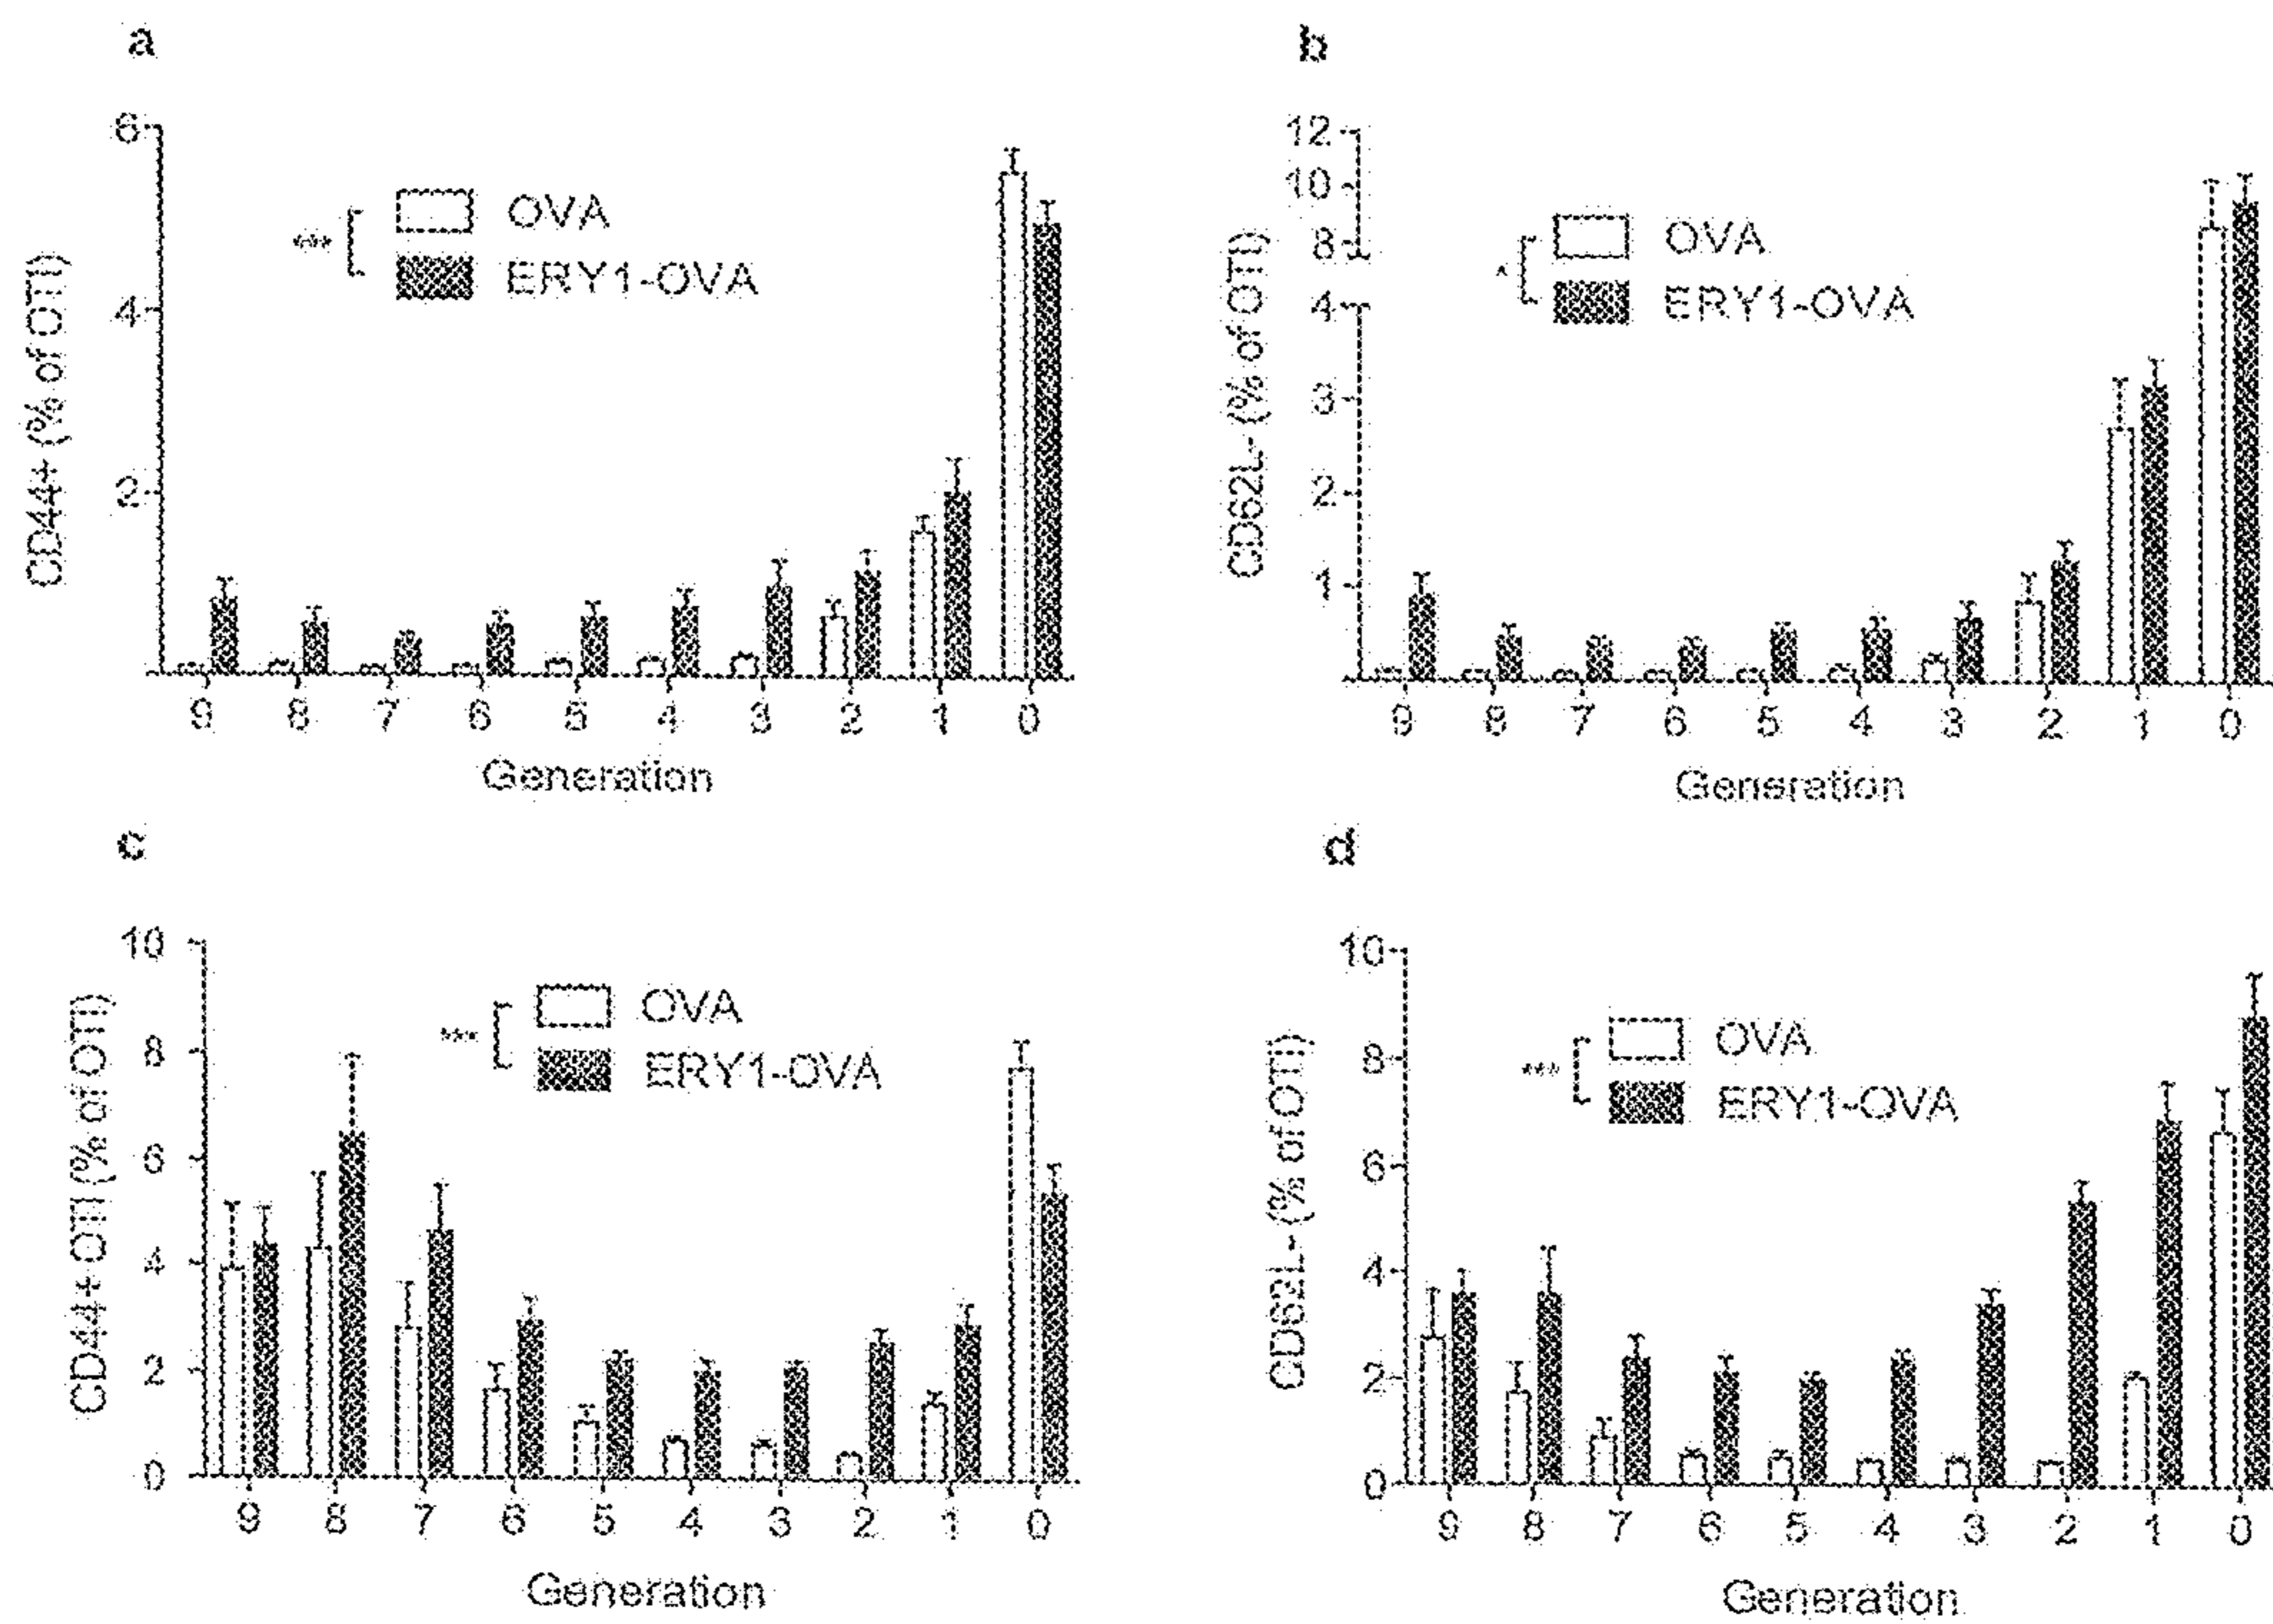 a
6
4
2
CD44+ (% of OTI)
***
OVA
ERY1-OVA
9 8 7 6 5 4 3 2 1 0
Generation
b
12
10
8
4
3
2
1
CD62L- (% of OTI)
*
OVA
ERY1-OVA
9 8 7 6 5 4 3 2 1 0
Generation
c
10
8
6
4
2
0
CD44+ OTI (% of OTI)
***
OVA
ERY1-OVA
9 8 7 6 5 4 3 2 1 0
Generation
d
10
8
6
4
2
0
CD62L- (% of OTI)
***
OVA
ERY1-OVA
9 8 7 6 5 4 3 2 1 0
Generation